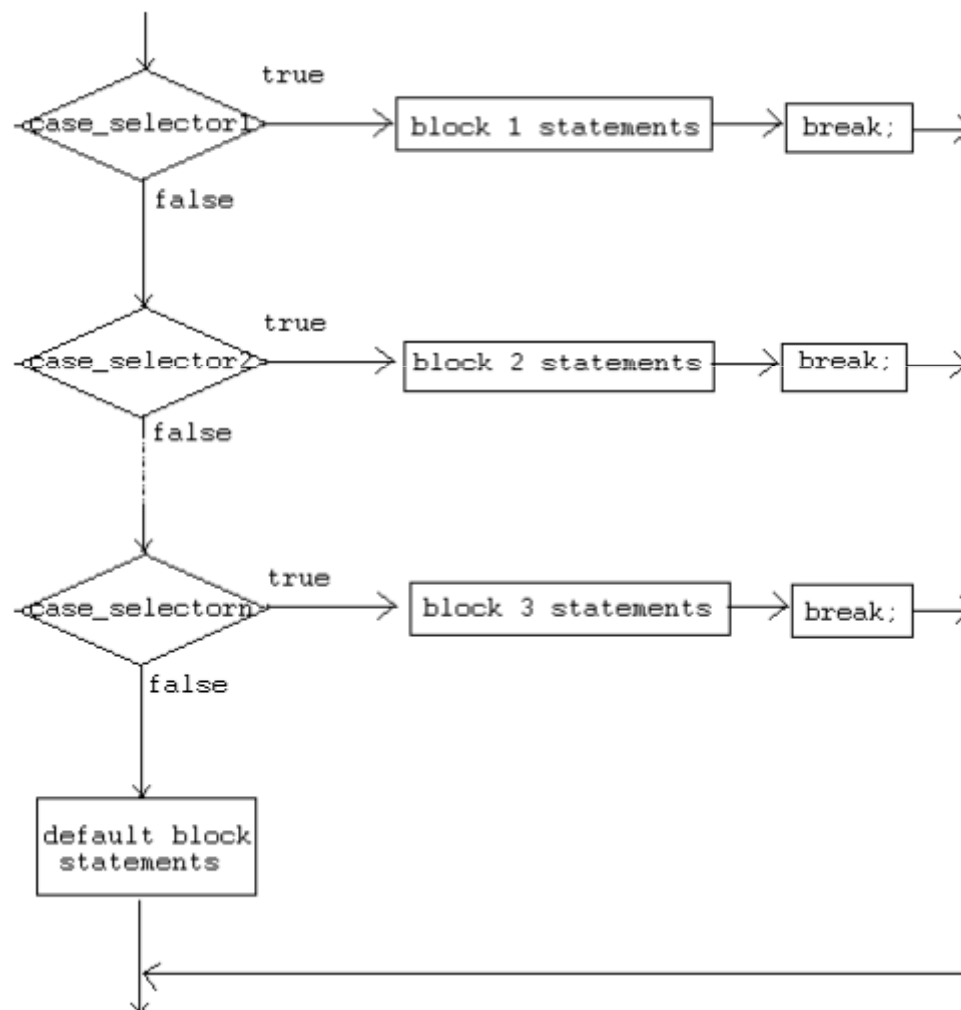 true
case_selector1
block 1 statements
break;
false
true
case_selector2
block 2 statements
break;
false
true
case_selectorn
block 3 statements
break;
false
default block
statements